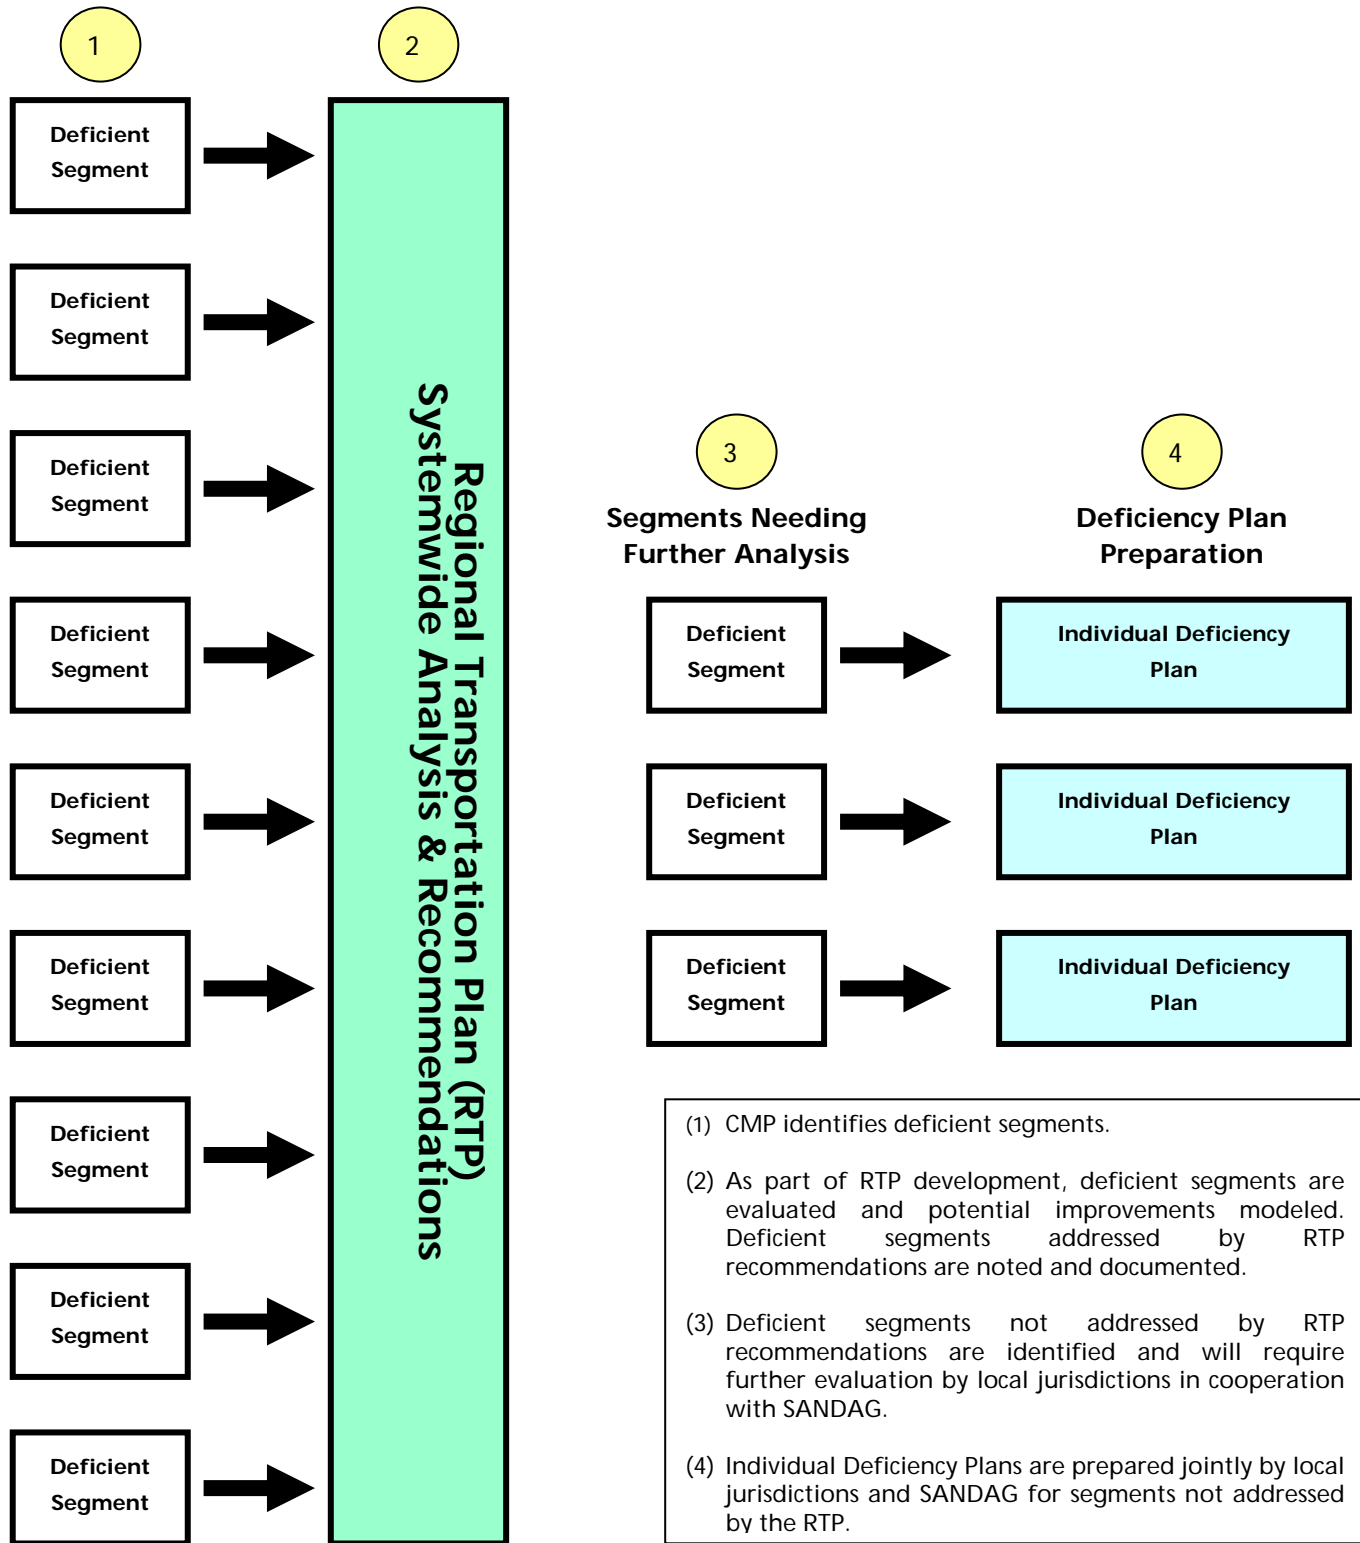 1
2
Deficient
Segment
Deficient
Segment
Deficient
Segment
Deficient
Segment
Deficient
Segment
Deficient
Segment
Deficient
Segment
Deficient
Segment
Deficient
Segment
Regional Transportation Plan (RTP)
Systemwide Analysis & Recommendations
3
Segments Needing
Further Analysis
Deficient
Segment
Deficient
Segment
Deficient
Segment
4
Deficiency Plan
Preparation
Individual Deficiency
Plan
Individual Deficiency
Plan
Individual Deficiency
Plan
(1) CMP identifies deficient segments.
(2) As part of RTP development, deficient segments are
evaluated and potential improvements modeled.
Deficient segments addressed by RTP
recommendations are noted and documented.
(3) Deficient segments not addressed by RTP
recommendations are identified and will require
further evaluation by local jurisdictions in cooperation
with SANDAG.
(4) Individual Deficiency Plans are prepared jointly by local
jurisdictions and SANDAG for segments not addressed
by the RTP.